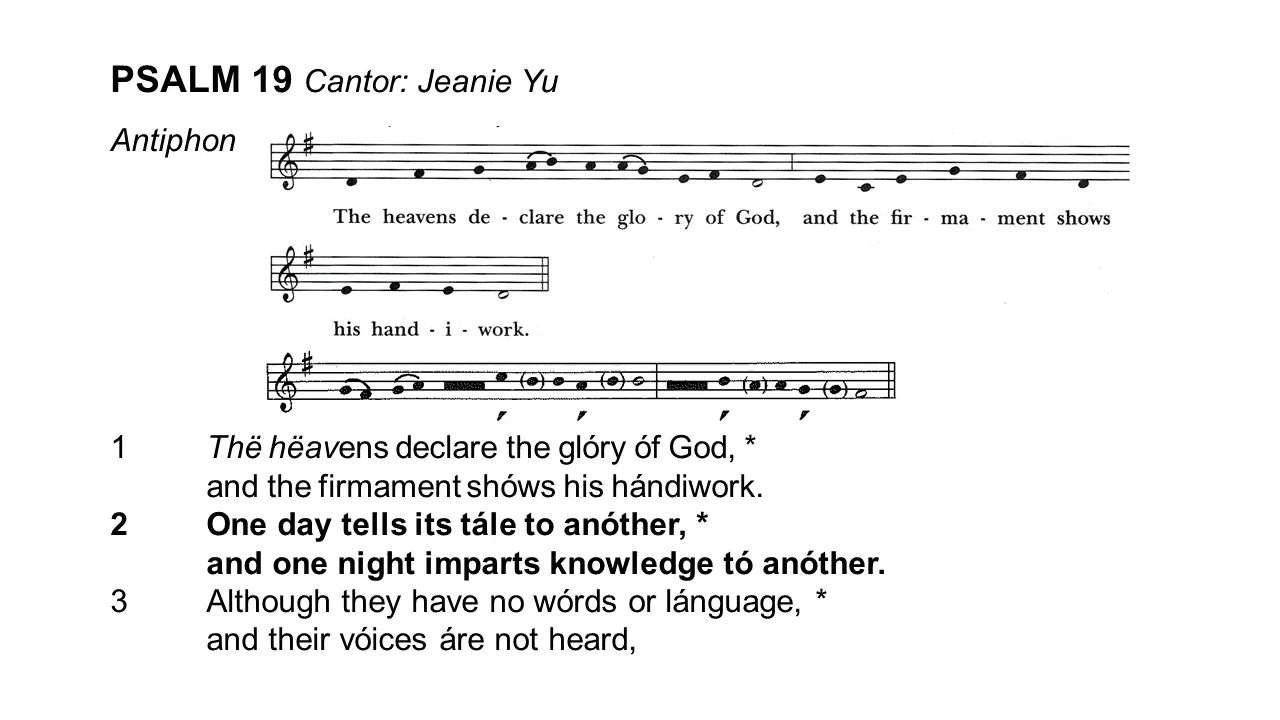 PSALM 19 Cantor: Jeanie Yu
Antiphon
The heavens de - clare the glo - ry of God, and the fir - ma - ment shows
his hand - i - work.
1 Thë hëavens declare the glóry óf God, *
and the firmament shóws his hándiwork.
2 One day tells its tále to anóther, *
and one night imparts knowledge tó anóther.
3 Although they have no wórds or lánguage, *
and their vóices áre not heard,